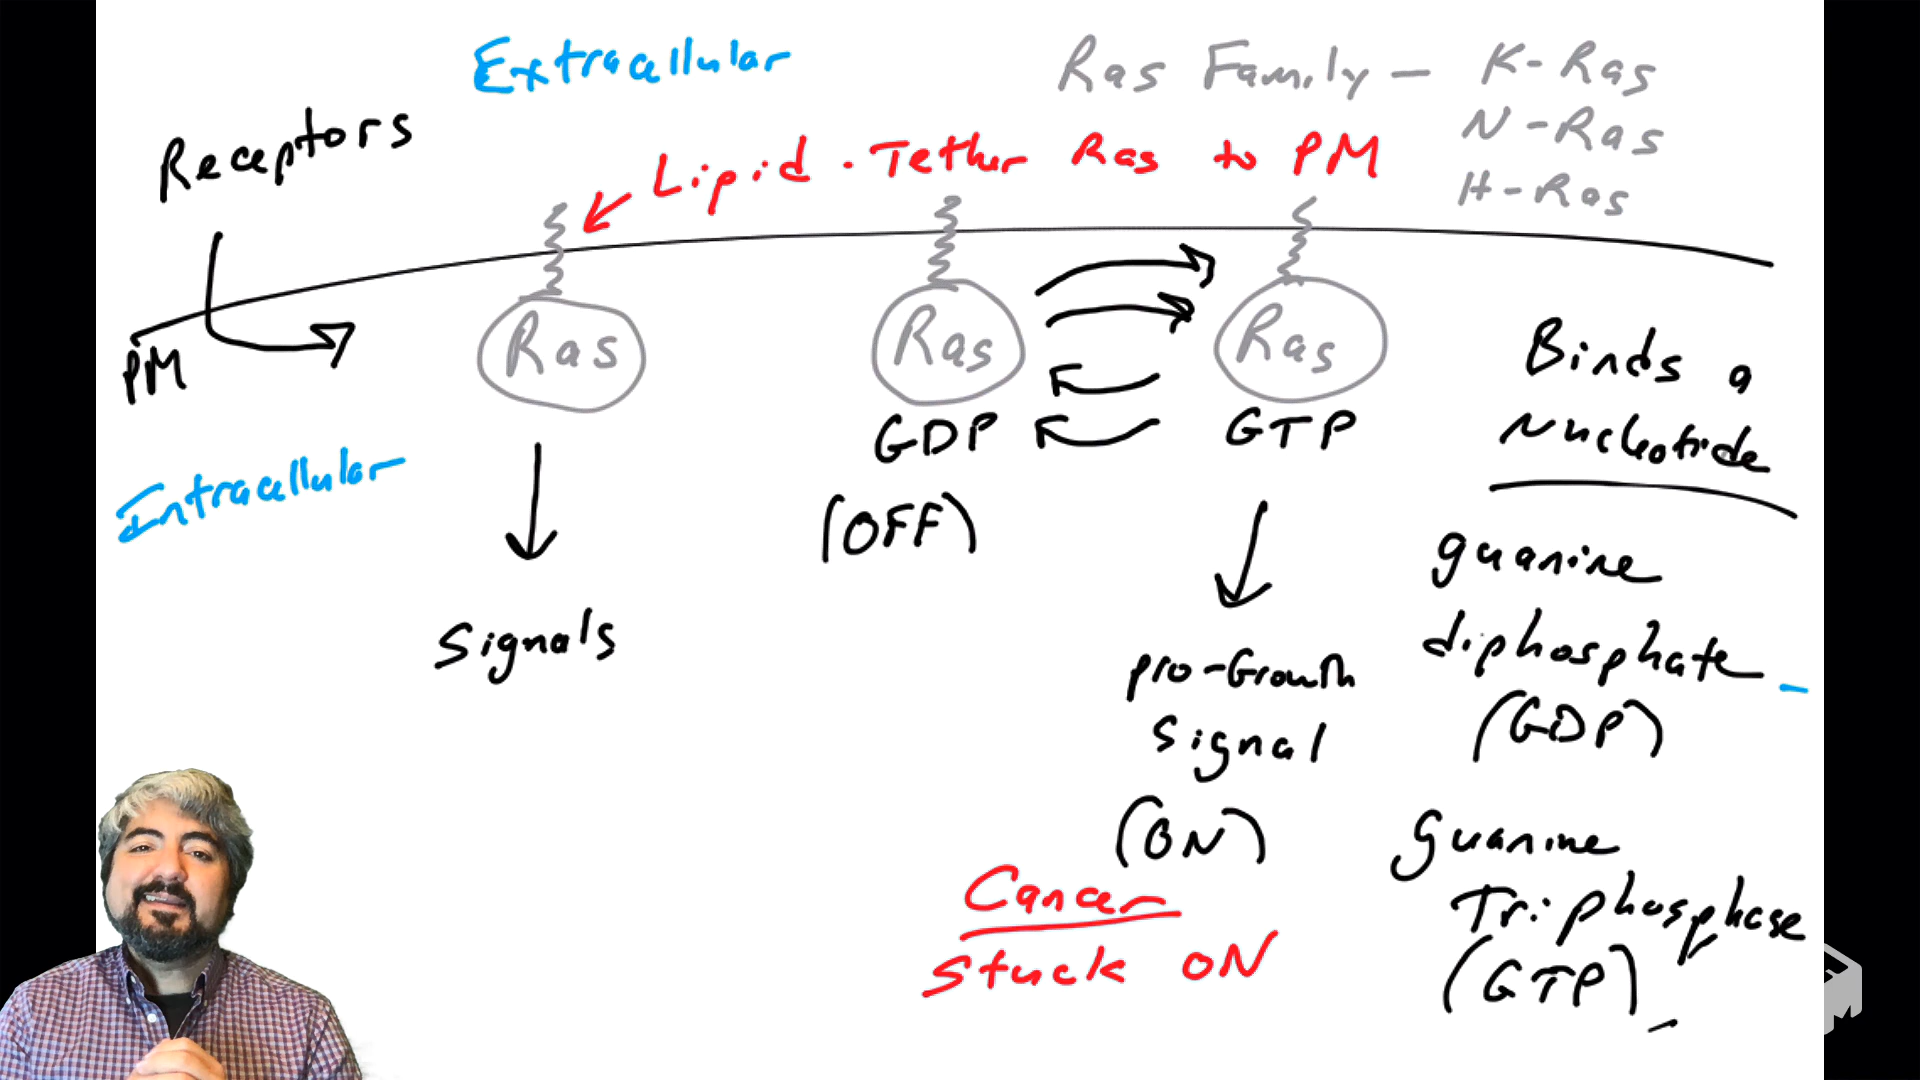 Extracellular
Ras Family - K-Ras
N-Ras
H-Ras
Receptors
Lipid - Tether Ras to PM
PM
Ras
Ras
Ras
GDP
GTP
Intracellular
(OFF)
Signals
pro-Growth
Signal
(ON)
Cancer
Stuck ON
Binds a
Nucleotide
guanine
diphosphate -
(GDP)
guanine
Triphosphase
(GTP)